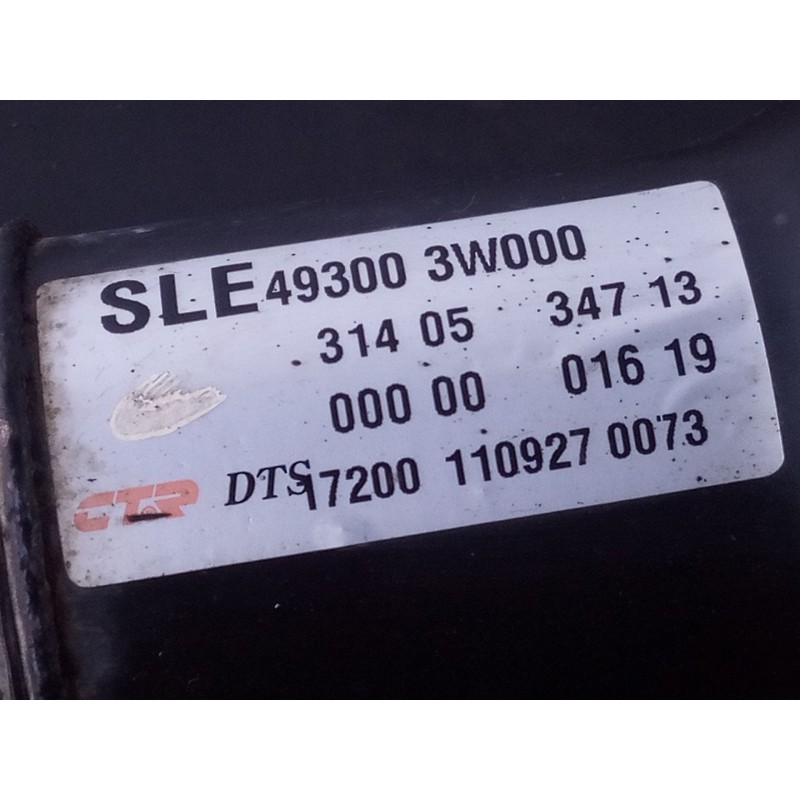 SLE 49300 3W000
314 05 347 13
000 00 016 19
CTR DTS 17200 110927 0073